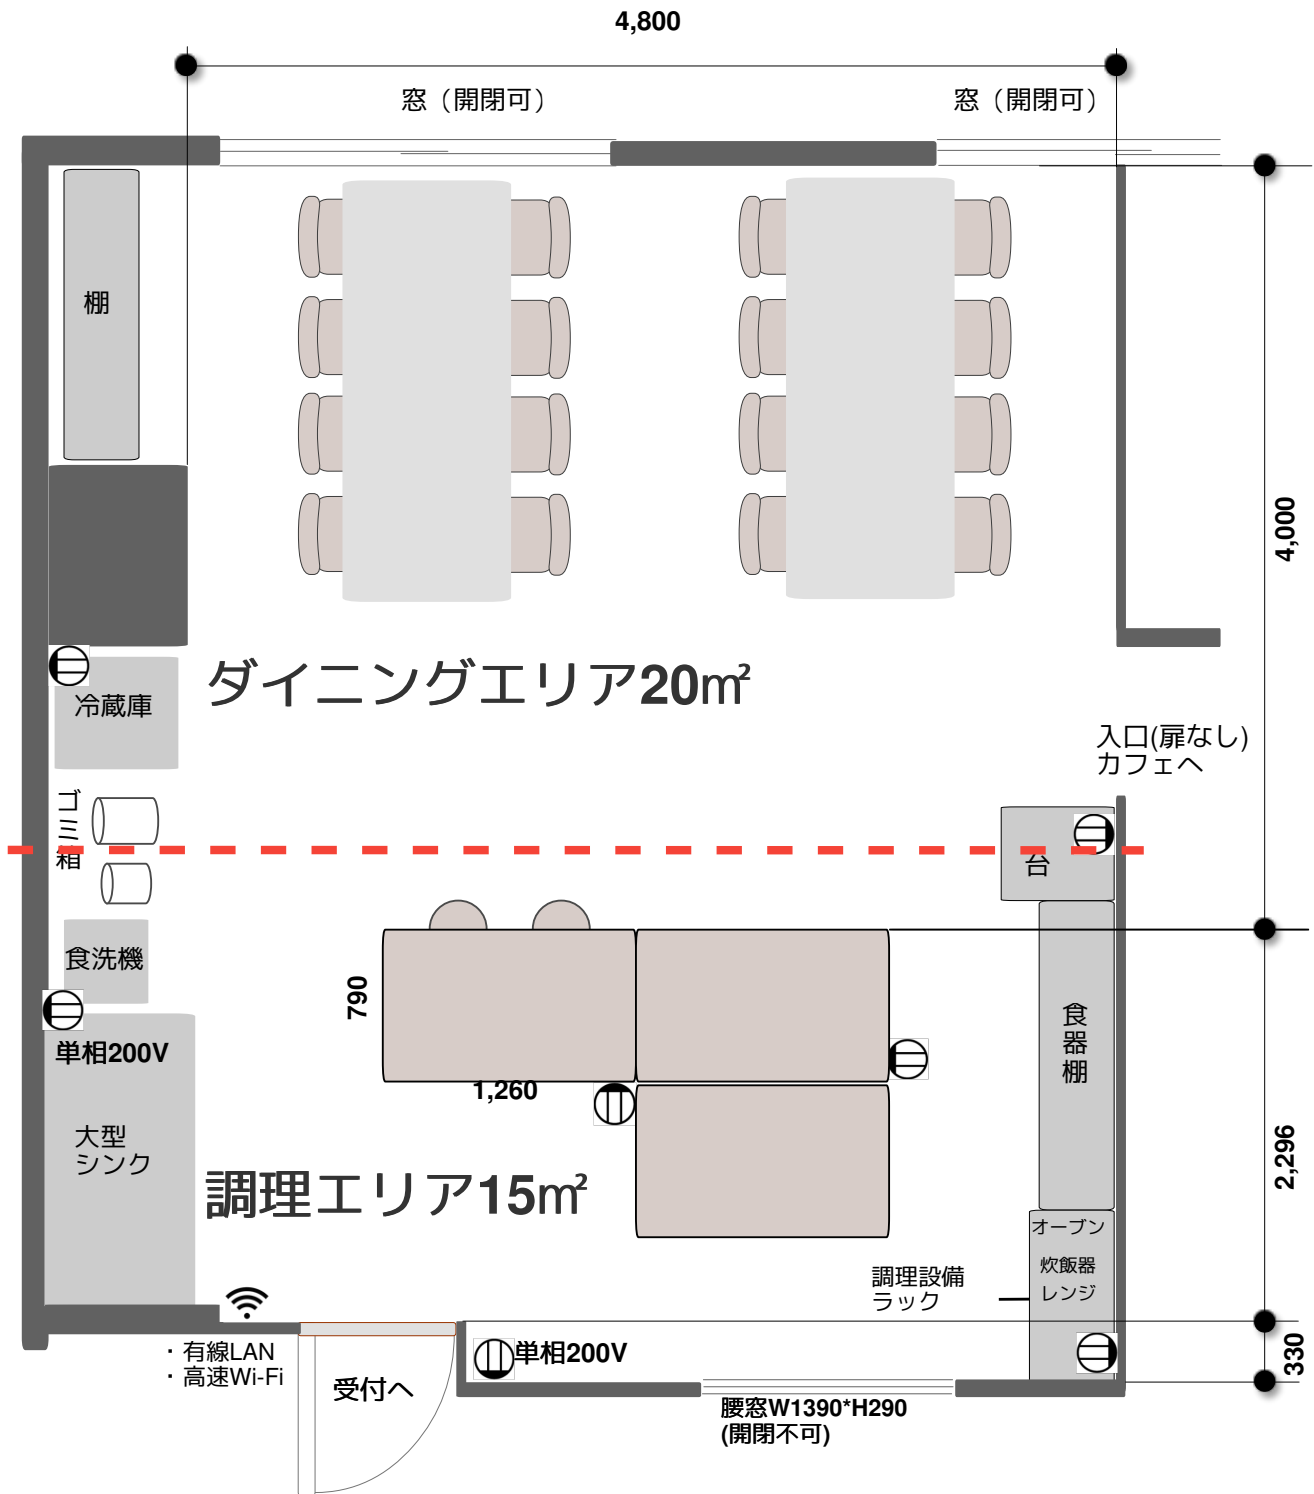 4,800
窓（開閉可）
窓（開閉可）
棚
4,000
ダイニングエリア20㎡
冷蔵庫
入口(扉なし)
カフェへ
ゴミ箱
台
食洗機
790
食器棚
単相200V
1,260
大型
シンク
2,296
調理エリア15㎡
オーブン
炊飯器
レンジ
調理設備
ラック
・有線LAN
・高速Wi-Fi
単相200V
330
受付へ
腰窓W1390*H290
(開閉不可)